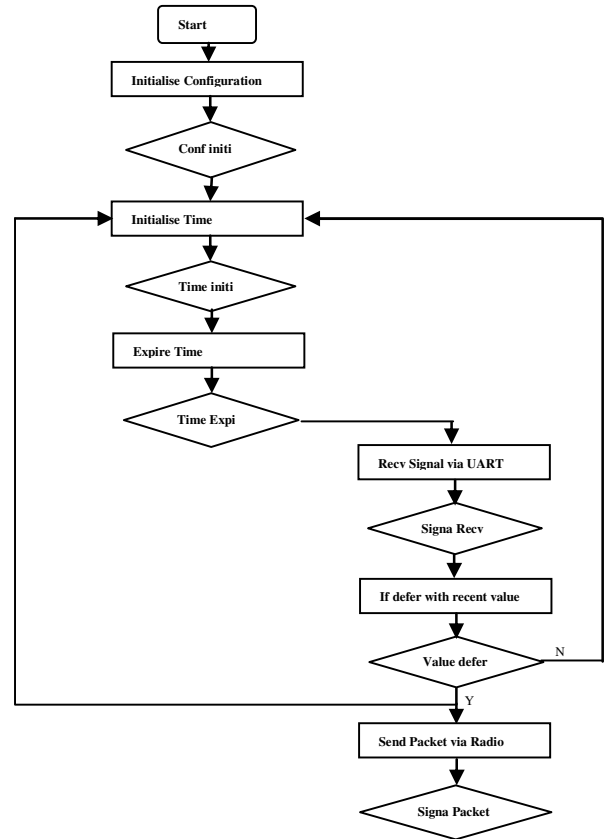 Start
Initialise Configuration
Conf initi
Initialise Time
Time initi
Expire Time
Time Expi
Recv Signal via UART
Signa Recv
If defer with recent value
Value defer
N
Y
Send Packet via Radio
Signa Packet